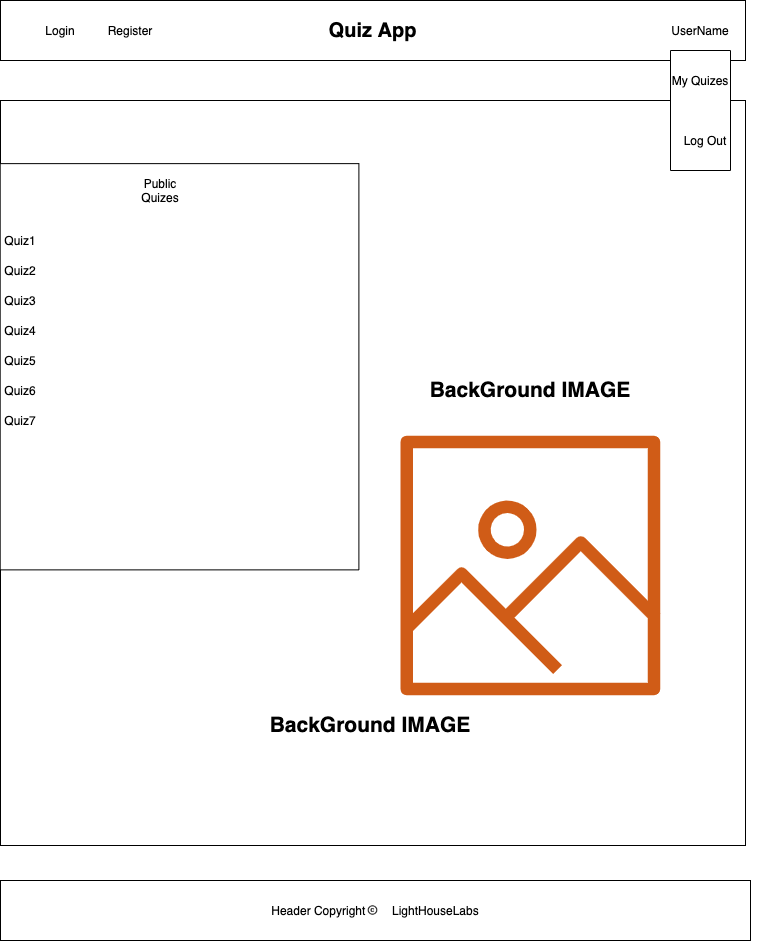 Login Register Quiz App UserName
My Quizes
Log Out
Public
Quizes
Quiz1
Quiz2
Quiz3
Quiz4
Quiz5
Quiz6
Quiz7
BackGround IMAGE
BackGround IMAGE
Header Copyright © LightHouseLabs